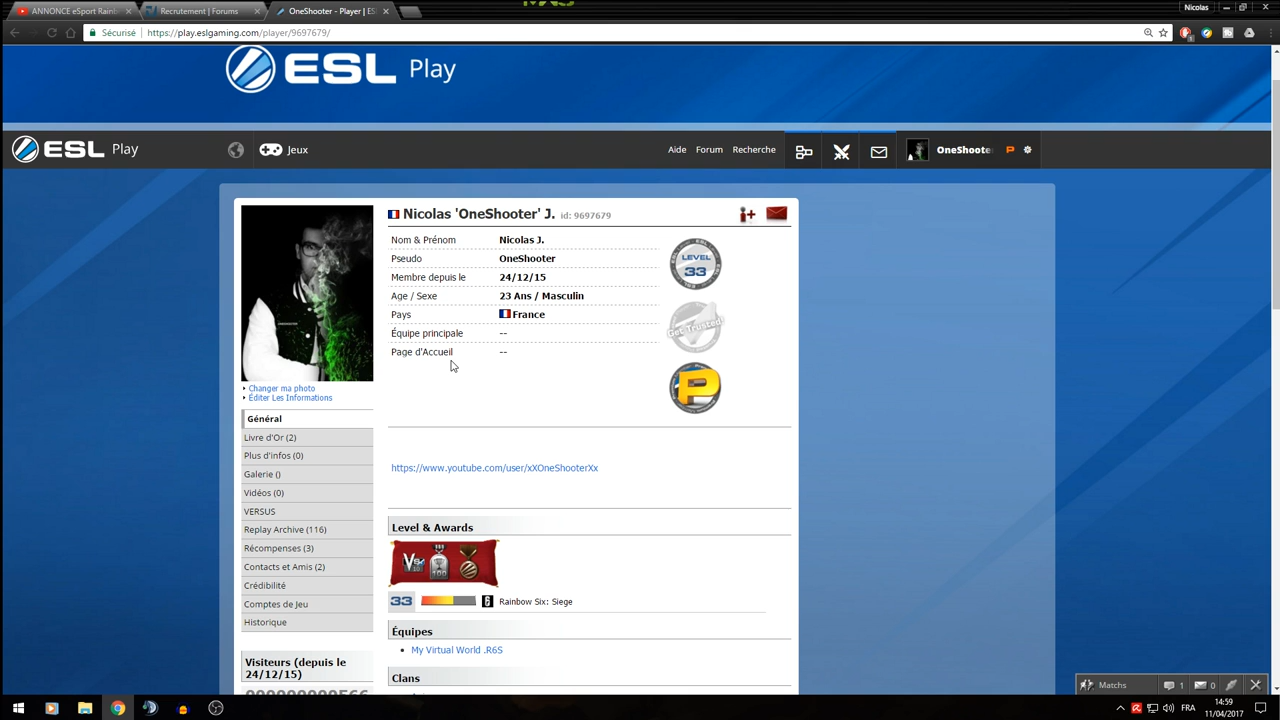 ANNONCE eSport Rainb
Recrutement | Forums
OneShooter - Player | ES
Nicolas
Sécurisé
https://play.eslgaming.com/player/9697679/
ESL Play
ESL Play
Jeux
Aide
Forum
Recherche
OneShoote
P
Nicolas 'OneShooter' J. id: 9697679
Nom & Prénom Nicolas J.
Pseudo OneShooter
Membre depuis le 24/12/15
Age / Sexe 23 Ans / Masculin
Pays France
Équipe principale --
Page d'Accueil --
LEVEL
33
Get Trusted!
P
Changer ma photo
Éditer Les Informations
Général
Livre d'Or (2)
Plus d'infos (0)
Galerie ()
Vidéos (0)
VERSUS
Replay Archive (116)
Récompenses (3)
Contacts et Amis (2)
Crédibilité
Comptes de Jeu
Historique
Visiteurs (depuis le
24/12/15)
https://www.youtube.com/user/xXOneShooterXx
Level & Awards
33 6 Rainbow Six: Siege
Équipes
My Virtual World .R6S
Clans
Matchs
1
0
FRA
14:59
11/04/2017